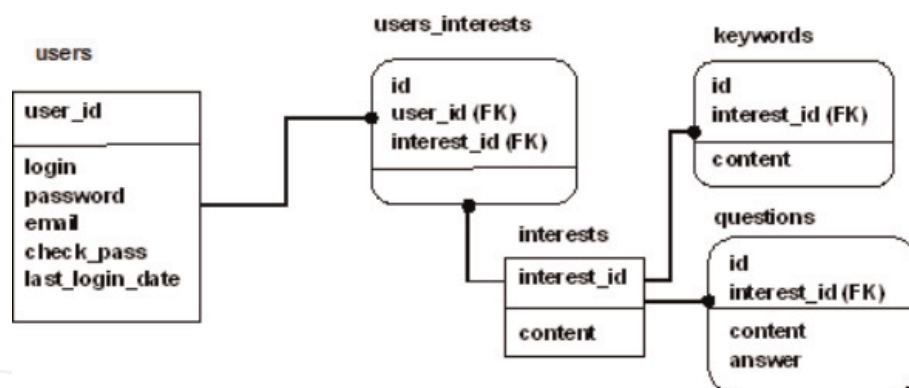 users
user_id
login
password
email
check_pass
last_login_date
users_interests
id
user_id (FK)
interest_id (FK)
interests
interest_id
content
keywords
id
interest_id (FK)
content
questions
id
interest_id (FK)
content
answer